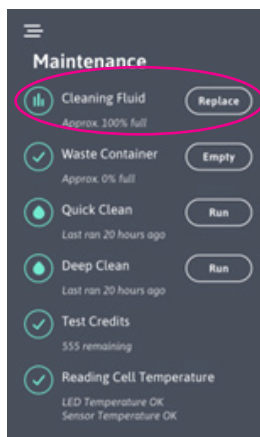 Maintenance
Cleaning Fluid
Replace
Approx. 100% full
Waste Container
Empty
Approx. 0% full
Quick Clean
Run
Last ran 20 hours ago
Deep Clean
Run
Last ran 20 hours ago
Test Credits
555 remaining
Reading Cell Temperature
LED Temperature OK
Sensor Temperature OK